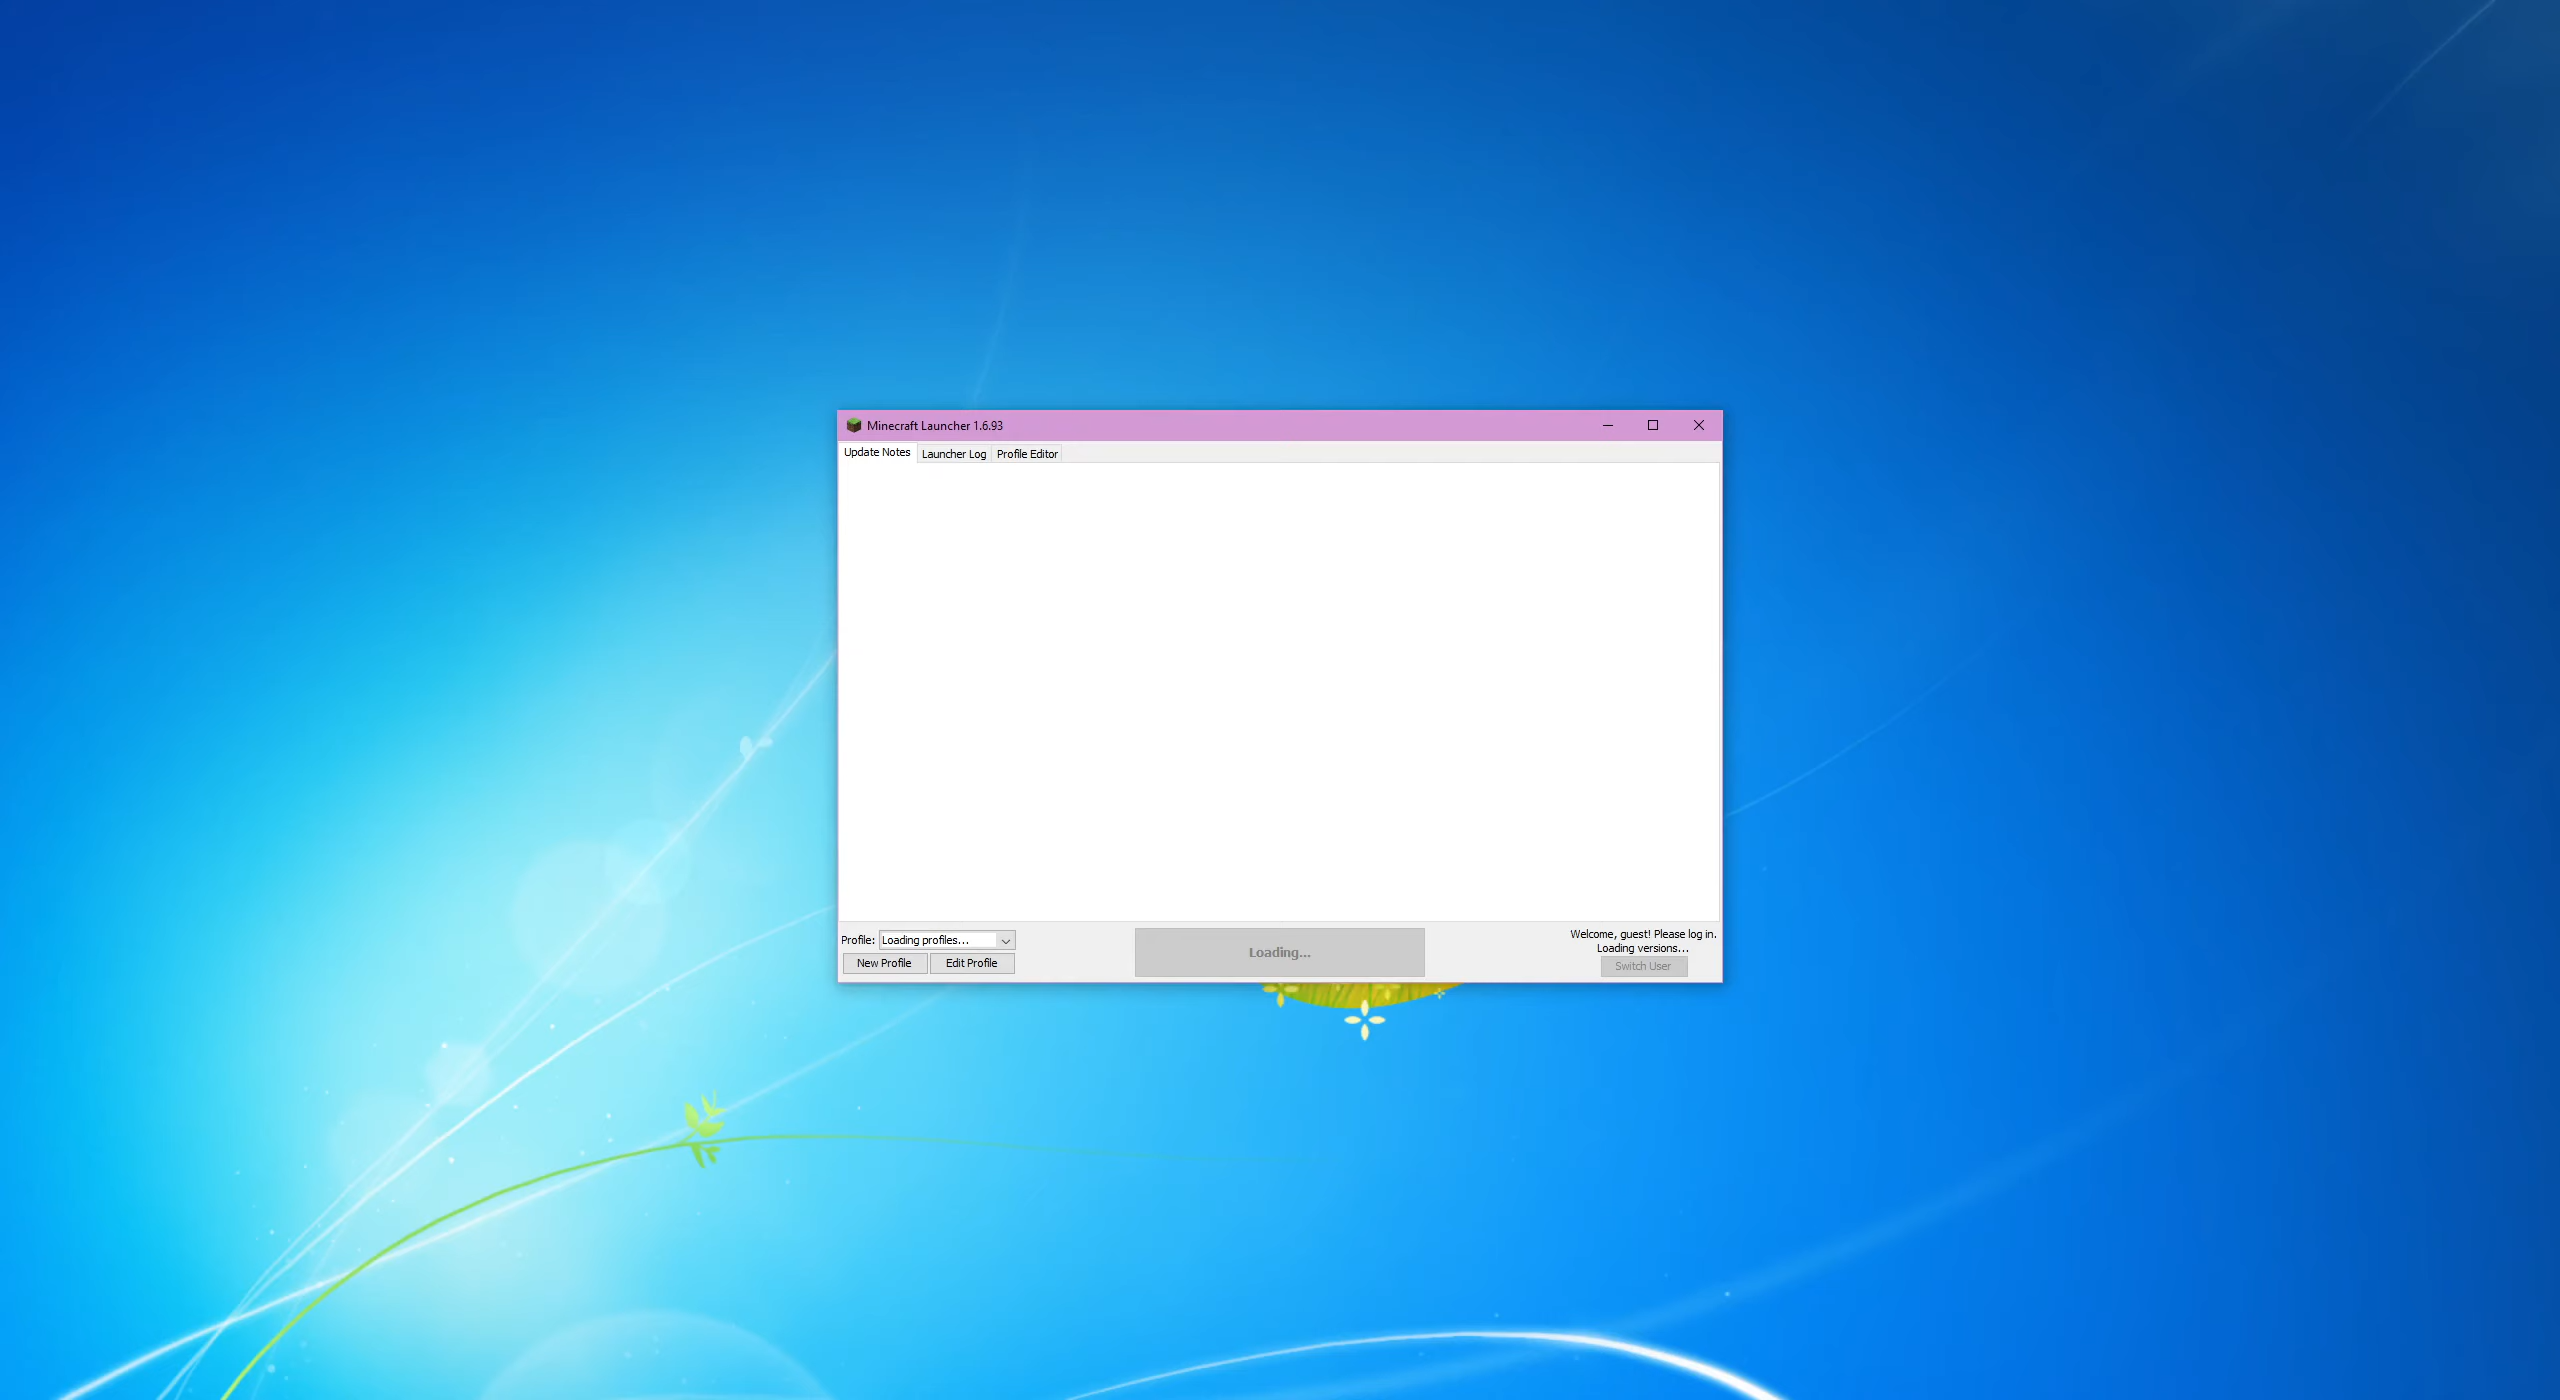 Minecraft Launcher 1.6.93
Update Notes Launcher Log Profile Editor
Profile: Loading profiles...
New Profile Edit Profile
Loading...
Welcome, guest! Please log in.
Loading versions...
Switch User